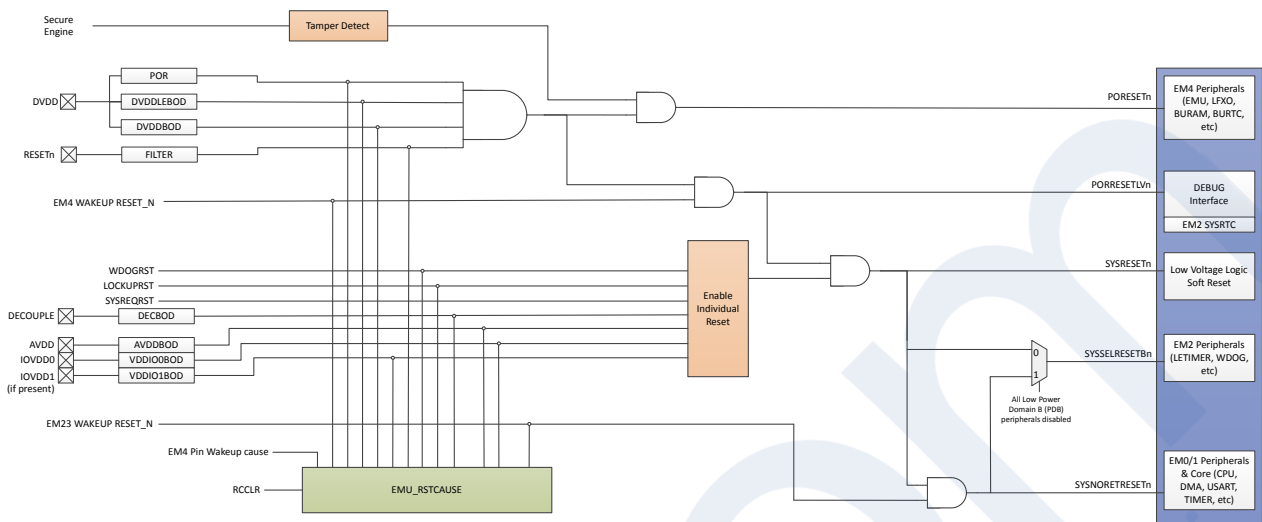 Secure
Engine
Tamper Detect
POR
DVDD
DVDDLEBOD
DVDDBOD
RESETn
FILTER
PORESETn
EM4 Peripherals
(EMU, LFXO,
BURAM, BURTC,
etc)
EM4 WAKEUP RESET_N
PORRESETLVn
DEBUG
Interface
EM2 SYSRTC
WDOGRST
LOCKUPRST
SYSREQRST
DECOUPLE
DECBOD
AVDD
AVDDBOD
IOVDD0
VDDIO0BOD
IOVDD1
(if present)
VDDIO1BOD
Enable
Individual
Reset
SYSRESETn
Low Voltage Logic
Soft Reset
0
1
SYSSELRESETBn
EM2 Peripherals
(LETIMER, WDOG,
etc)
All Low Power
Domain B (PDB)
peripherals disabled
EM23 WAKEUP RESET_N
EM4 Pin Wakeup cause
RCCLR
EMU_RSTCAUSE
SYSNORETRESETn
EM0/1 Peripherals
& Core (CPU,
DMA, USART,
TIMER, etc)